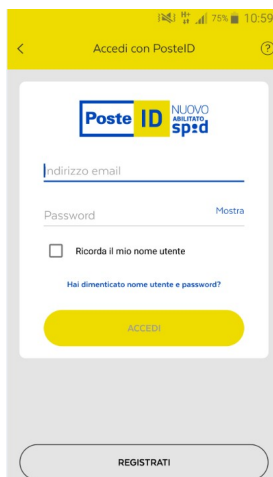 H+ 75% 10:59
Accedi con PosteID ?
Poste ID NUOVO
ABILITATO
sp:d
Indirizzo email
Password Mostra
Ricorda il mio nome utente
Hai dimenticato nome utente e password?
ACCEDI
REGISTRATI